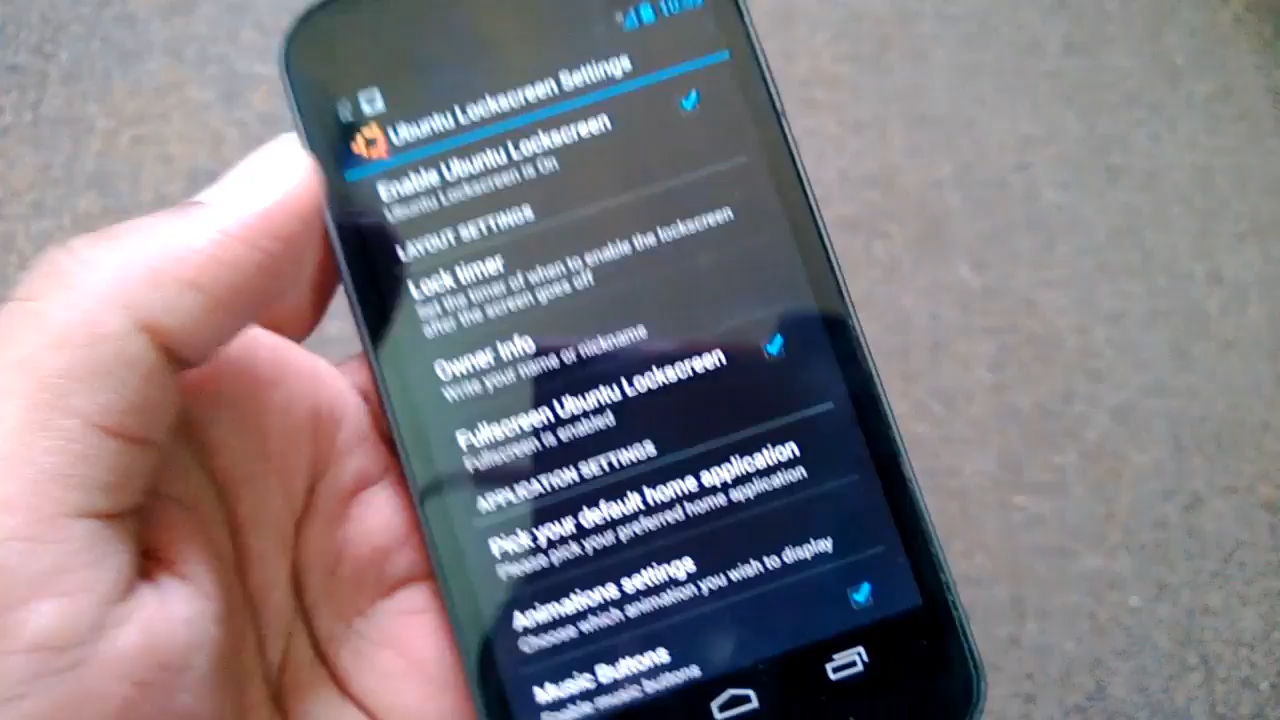 Ubuntu Lockscreen Settings
Enable Ubuntu Lockscreen
Ubuntu Lockscreen is On
LAYOUT SETTINGS
Lock timer
Set the timer of when to enable the lockscreen
after the screen goes off
Owner Info
Write your name or nickname
Fullscreen Ubuntu Lockscreen
Fullscreen is enabled
APPLICATION SETTINGS
Pick your default home application
Please pick your preferred home application
Animations settings
Choose which animation you wish to display
Music Buttons
Enable music buttons